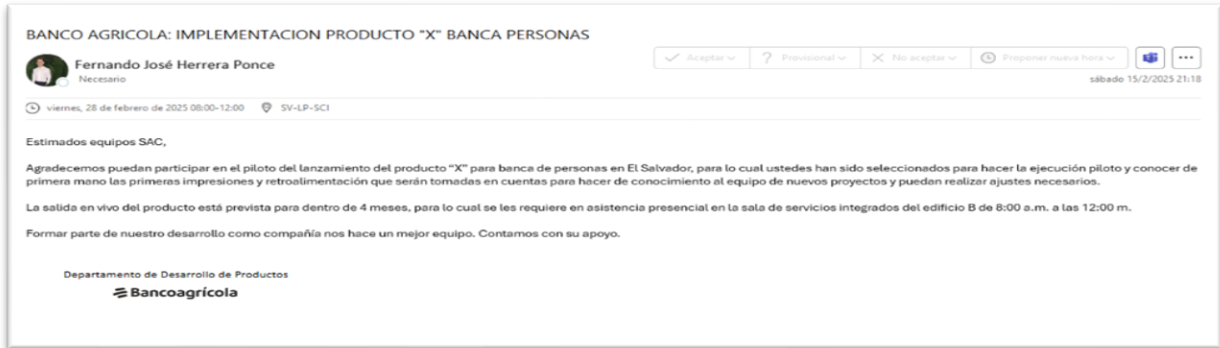 BANCO AGRICOLA: IMPLEMENTACION PRODUCTO "X" BANCA PERSONAS
Fernando José Herrera Ponce
Necesario
Aceptar
? Provisional
No aceptar
Proponer nueva hora
sábado 15/2/2025 21:18
viernes, 28 de febrero de 2025 08:00-12:00 SV-LP-SCI
Estimados equipos SAC,
Agradecemos puedan participar en el piloto del lanzamiento del producto “X” para banca de personas en El Salvador, para lo cual ustedes han sido seleccionados para hacer la ejecución piloto y conocer de
primera mano las primeras impresiones y retroalimentación que serán tomadas en cuentas para hacer de conocimiento al equipo de nuevos proyectos y puedan realizar ajustes necesarios.
La salida en vivo del producto está prevista para dentro de 4 meses, para lo cual se les requiere en asistencia presencial en la sala de servicios integrados del edificio B de 8:00 a.m. a las 12:00 m.
Formar parte de nuestro desarrollo como compañía nos hace un mejor equipo. Contamos con su apoyo.
Departamento de Desarrollo de Productos
Bancoagrícola